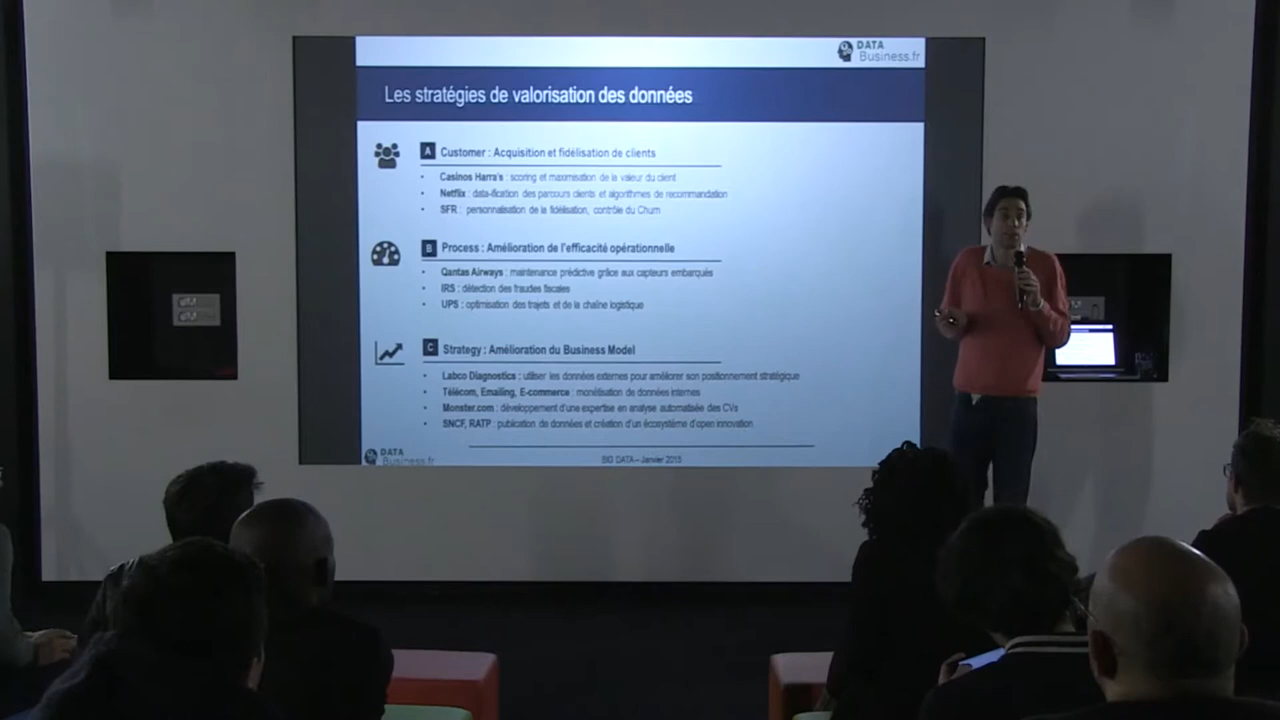 DATA
Business.fr
Les stratégies de valorisation des données
A Customer : Acquisition et fidélisation de clients
• Casinos Harra's : scoring et maximisation de la valeur du client
• Netflix : data-fication des parcours clients et algorithmes de recommandation
• SFR : personnalisation de la fidélisation, contrôle du Churn
B Process : Amélioration de l'efficacité opérationnelle
• Qantas Airways : maintenance prédictive grâce aux capteurs embarqués
• IRS : détection des fraudes fiscales
• UPS : optimisation des trajets et de la chaîne logistique
C Strategy : Amélioration du Business Model
• Labco Diagnostics : utiliser les données externes pour améliorer son positionnement stratégique
• Télécom, Emailing, E-commerce : monétisation de données internes
• Monster.com : développement d'une expertise en analyse automatisée des CVs
• SNCF, RATP : publication de données et création d'un écosystème d'open innovation
DATA
Business.fr
BIG DATA – Janvier 2015